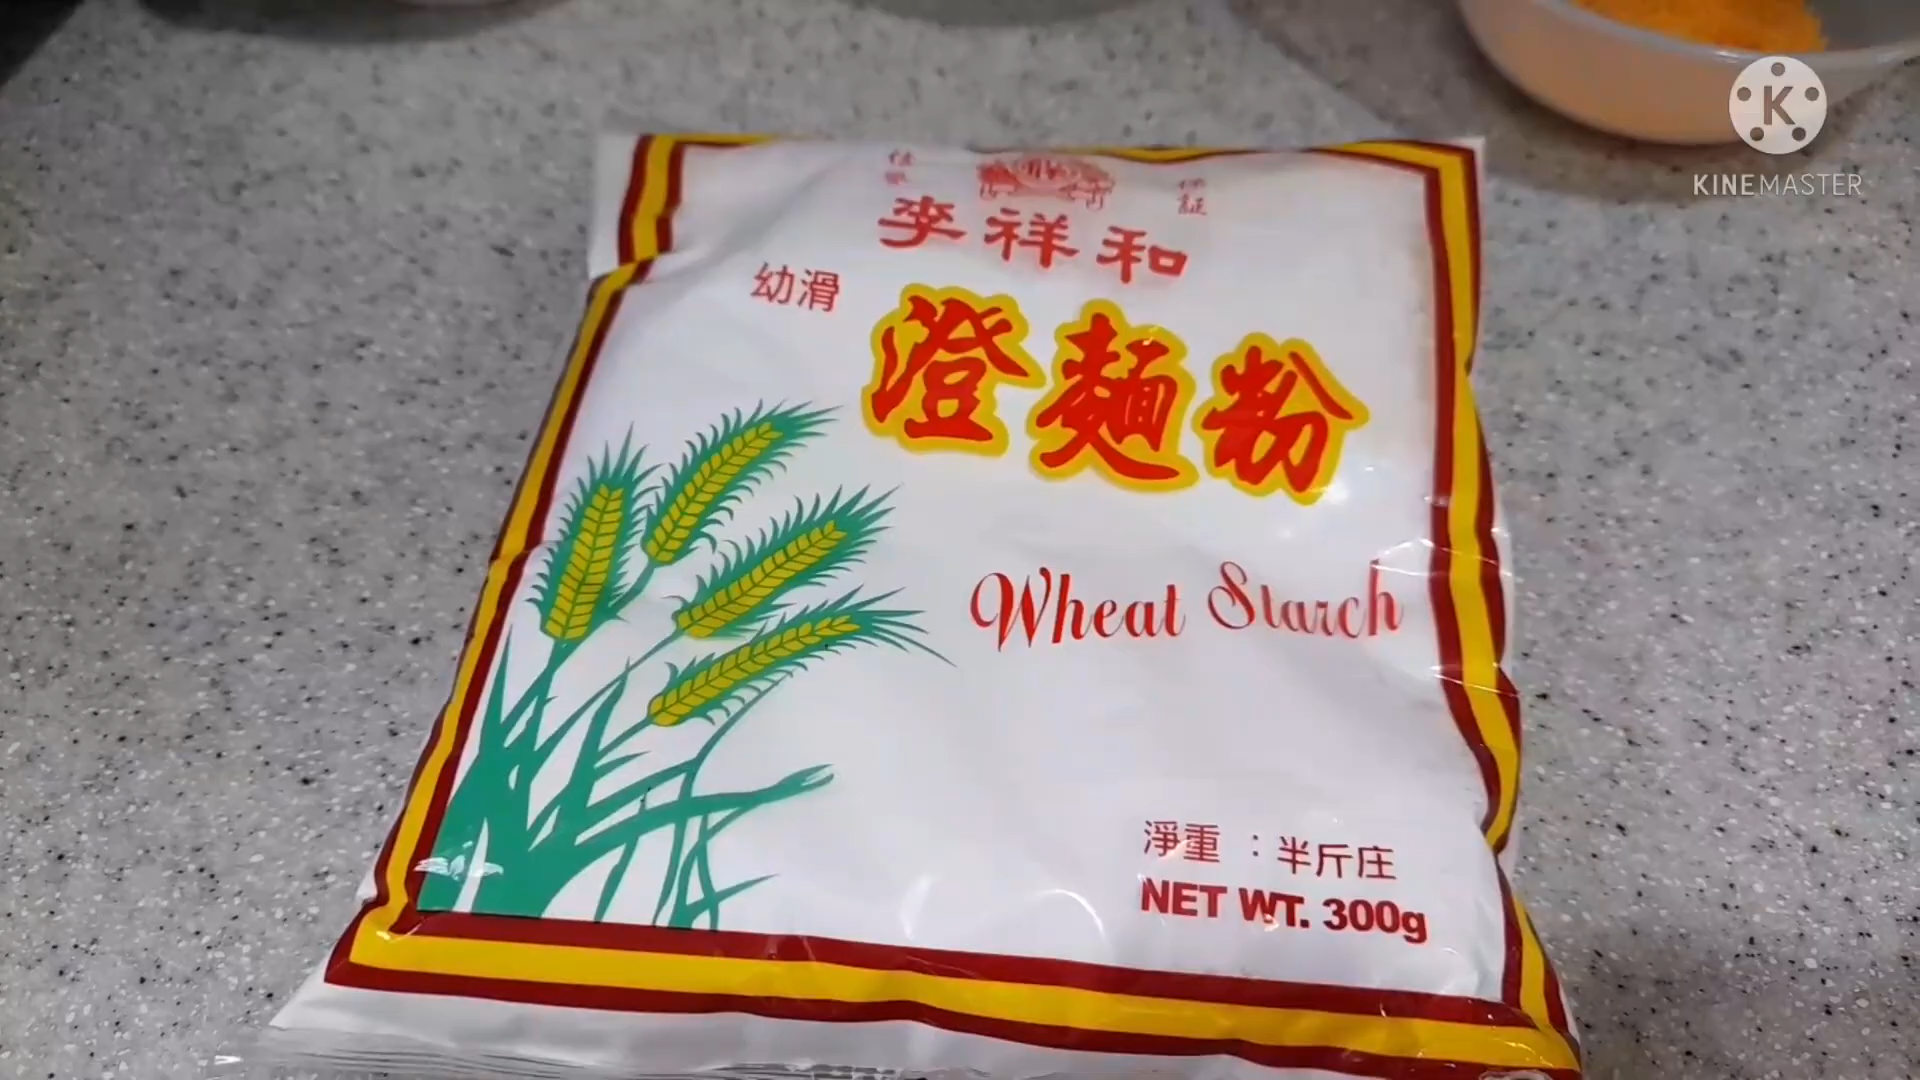 KINEMASTER
李祥和
幼滑
澄麵粉
Wheat Starch
淨重 : 半斤庄
NET WT. 300g